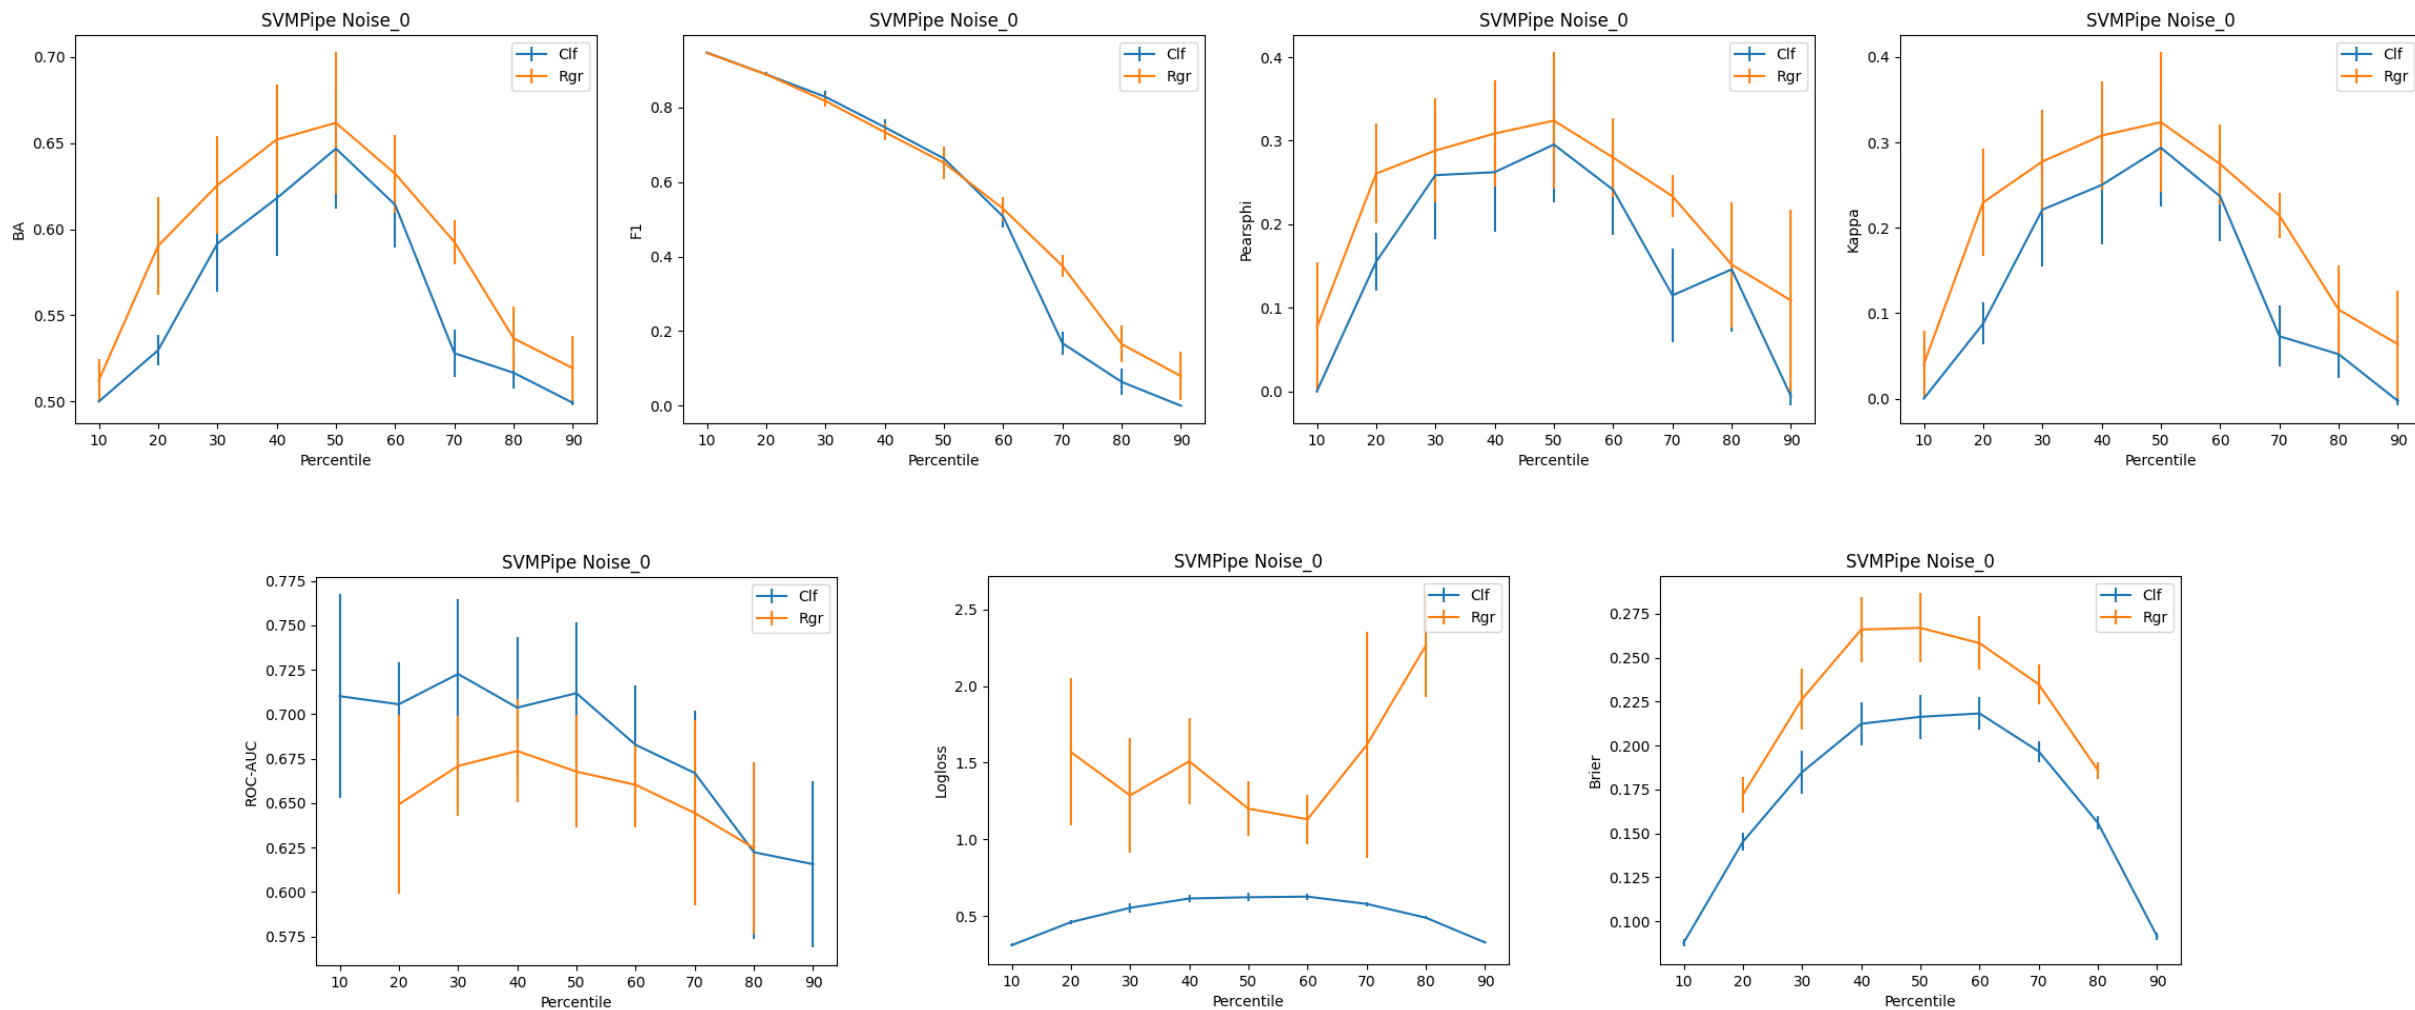 SVMPipe Noise_0
BA
0.70
0.65
0.60
0.55
0.50
Clf
Rgr
10 20 30 40 50 60 70 80 90
Percentile
SVMPipe Noise_0
F1
0.8
0.6
0.4
0.2
0.0
Clf
Rgr
10 20 30 40 50 60 70 80 90
Percentile
SVMPipe Noise_0
Pearsphi
0.4
0.3
0.2
0.1
0.0
Clf
Rgr
10 20 30 40 50 60 70 80 90
Percentile
SVMPipe Noise_0
Kappa
0.4
0.3
0.2
0.1
0.0
Clf
Rgr
10 20 30 40 50 60 70 80 90
Percentile
SVMPipe Noise_0
ROC-AUC
0.775
0.750
0.725
0.700
0.675
0.650
0.625
0.600
0.575
Clf
Rgr
10 20 30 40 50 60 70 80 90
Percentile
SVMPipe Noise_0
Logloss
2.5
2.0
1.5
1.0
0.5
Clf
Rgr
10 20 30 40 50 60 70 80 90
Percentile
SVMPipe Noise_0
Brier
0.275
0.250
0.225
0.200
0.175
0.150
0.125
0.100
Clf
Rgr
10 20 30 40 50 60 70 80 90
Percentile